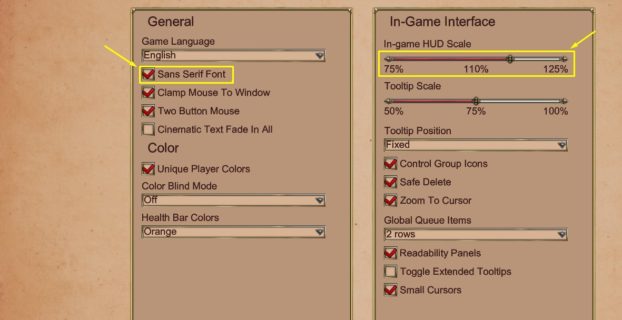 General
Game Language
English
Sans Serif Font
Clamp Mouse To Window
Two Button Mouse
Cinematic Text Fade In All
Color
Unique Player Colors
Color Blind Mode
Off
Health Bar Colors
Orange
In-Game Interface
In-game HUD Scale
75% 110% 125%
Tooltip Scale
50% 75% 100%
Tooltip Position
Fixed
Control Group Icons
Safe Delete
Zoom To Cursor
Global Queue Items
2 rows
Readability Panels
Toggle Extended Tooltips
Small Cursors